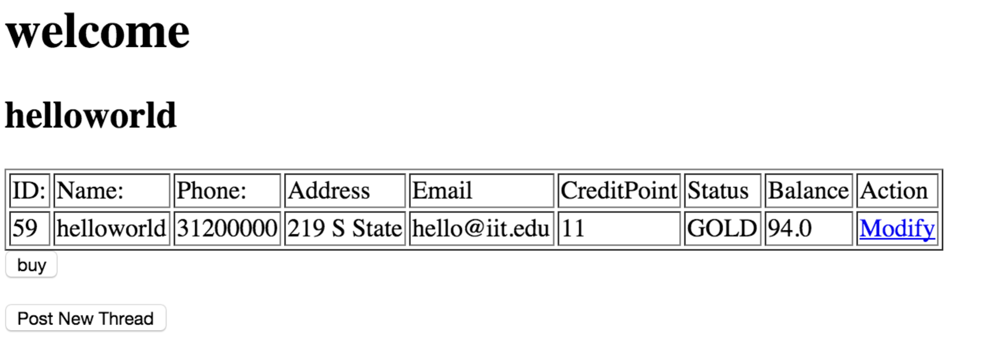 welcome
helloworld
ID: Name: Phone: Address Email CreditPoint Status Balance Action
59 helloworld 31200000 219 S State hello@iit.edu 11 GOLD 94.0 Modify
buy
Post New Thread